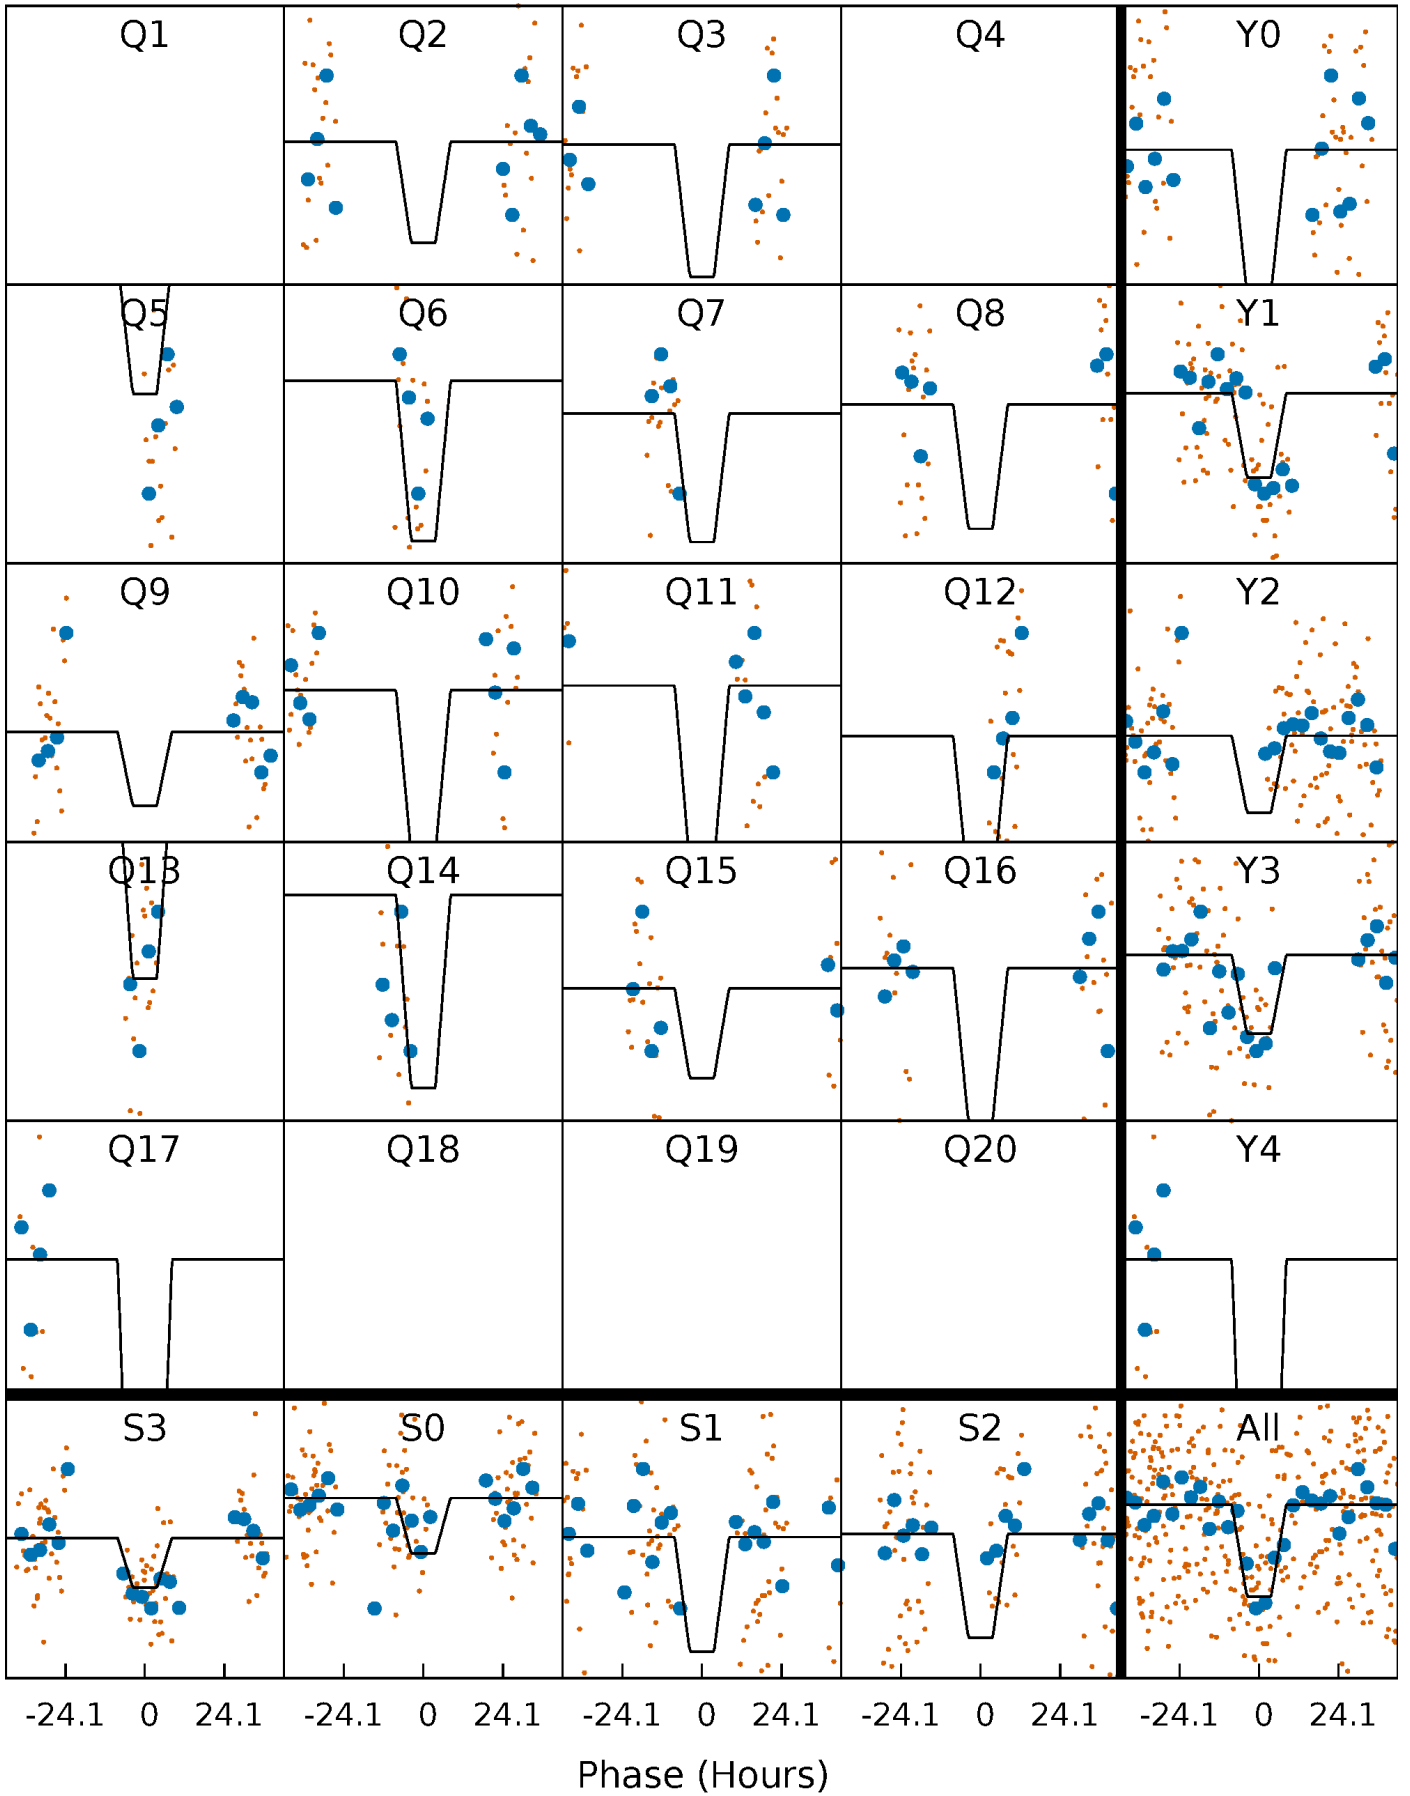 Q1 Q2 Q3 Q4 Y0
Q5 Q6 Q7 Q8 Y1
Q9 Q10 Q11 Q12 Y2
Q13 Q14 Q15 Q16 Y3
Q17 Q18 Q19 Q20 Y4
S3 S0 S1 S2 All
-24.1 0 24.1 -24.1 0 24.1 -24.1 0 24.1 -24.1 0 24.1 -24.1 0 24.1
Phase (Hours)